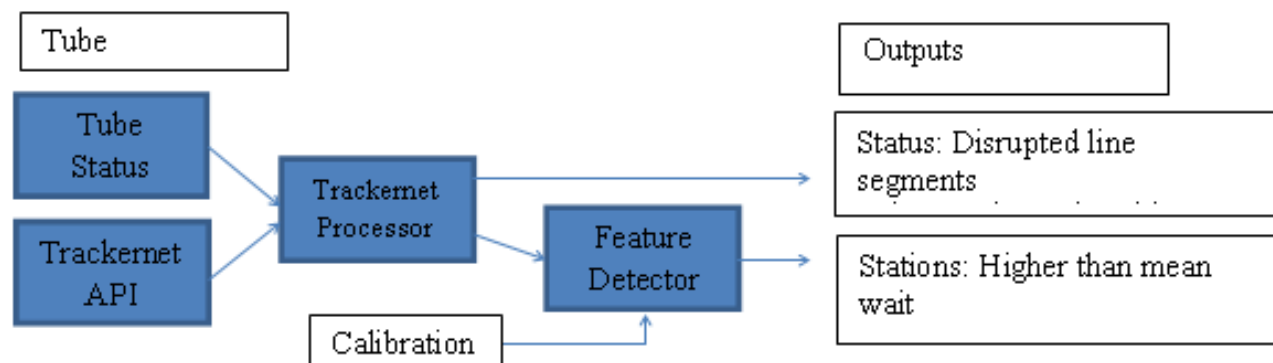 Tube
Outputs
Tube
Status
Trackernet
API
Trackernet
Processor
Feature
Detector
Calibration
Status: Disrupted line
segments
Stations: Higher than mean
wait